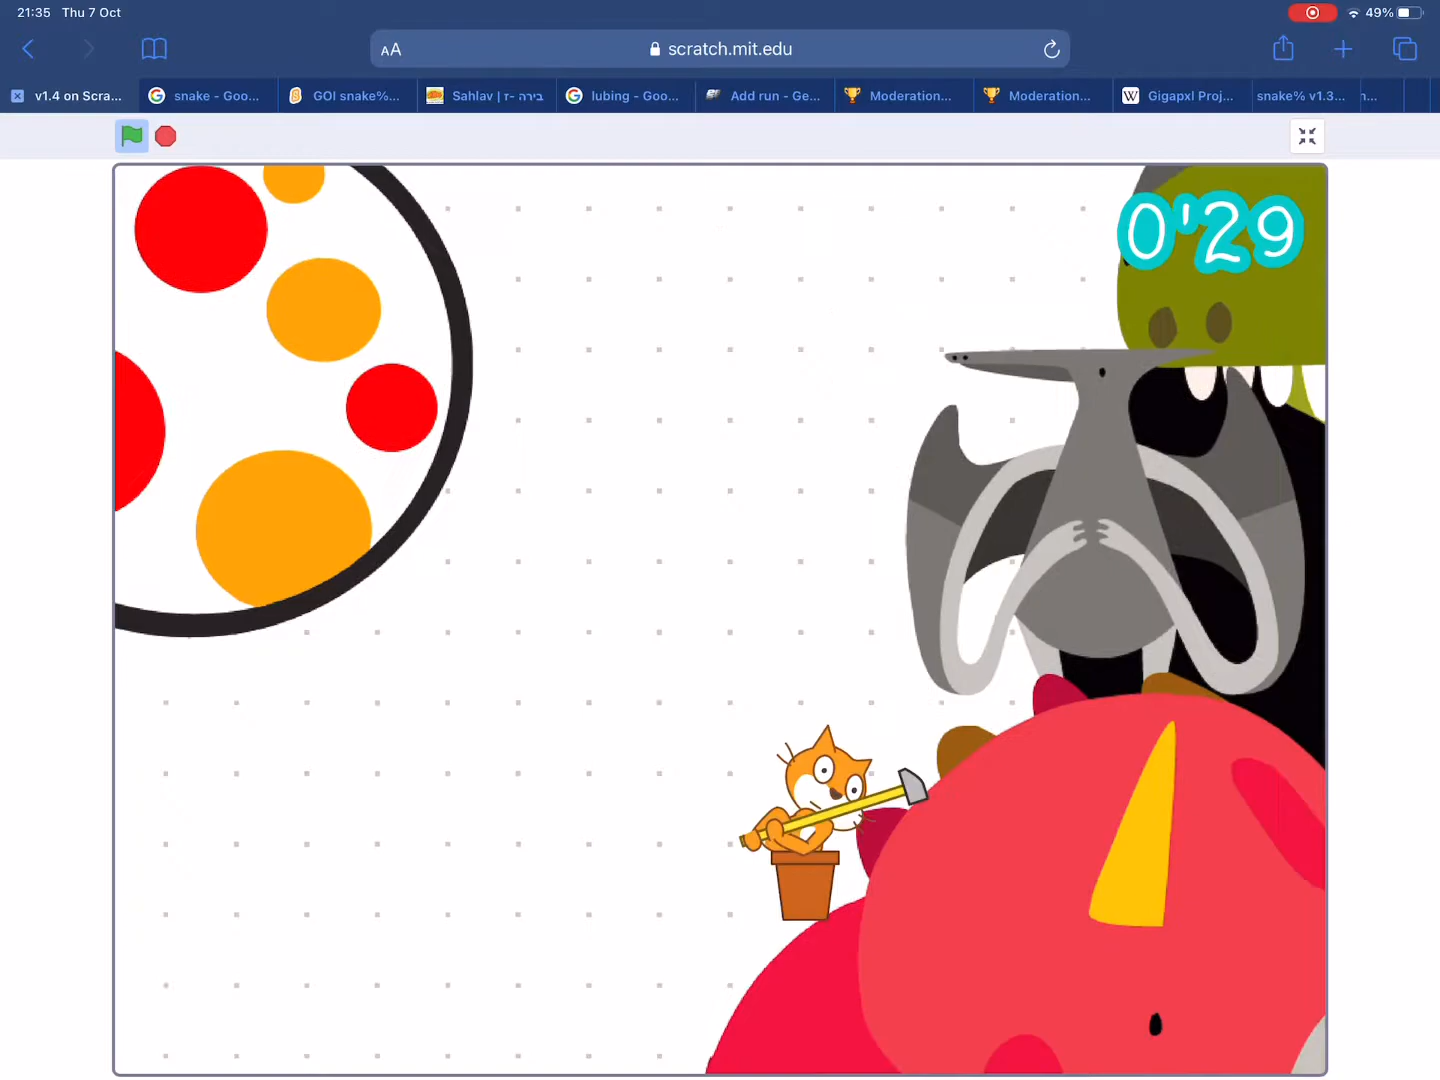 21:35 Thu 7 Oct
49%
AA scratch.mit.edu
v1.4 on Scra...
snake - Goo...
GOI snake%...
Sahlav | ז- בירה
lubing - Goo...
Add run - Ge...
Moderation...
Moderation...
W Gigapxl Proj...
snake% v1.3...
0'29